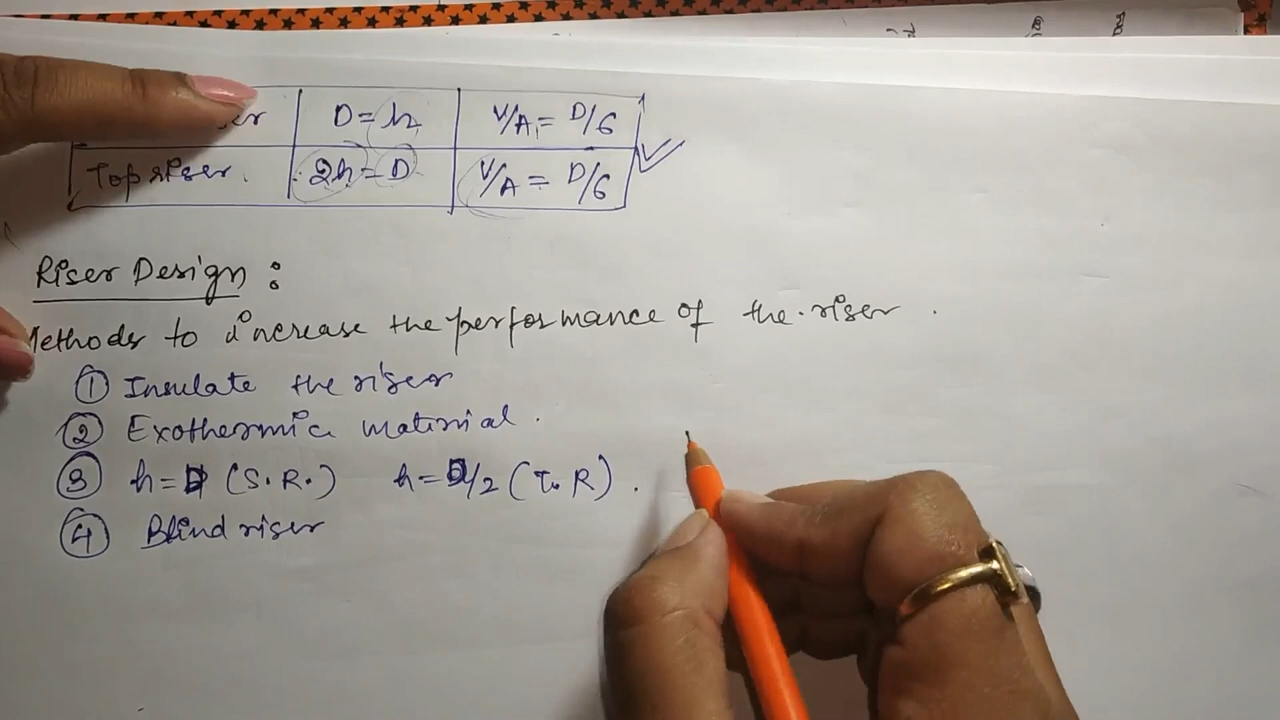 D = h V/A = D/6
Top riser. 2h = D V/A = D/6
Riser Design :
Methods to increase the performance of the riser .
① Insulate the riser
② Exothermic material .
③ h = D (S.R.) h = D/2 (T.R) .
④ Blind riser